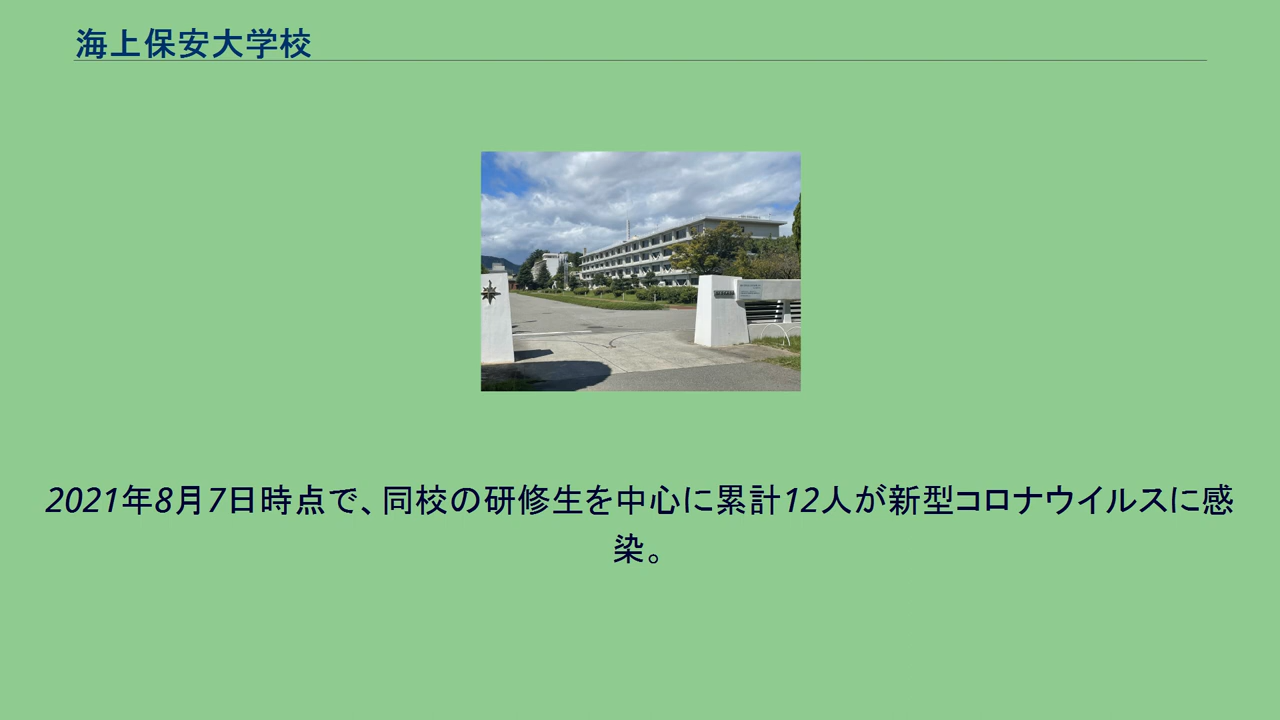 海上保安大学校
2021年8月7日時点で、同校の研修生を中心に累計12人が新型コロナウイルスに感
染。